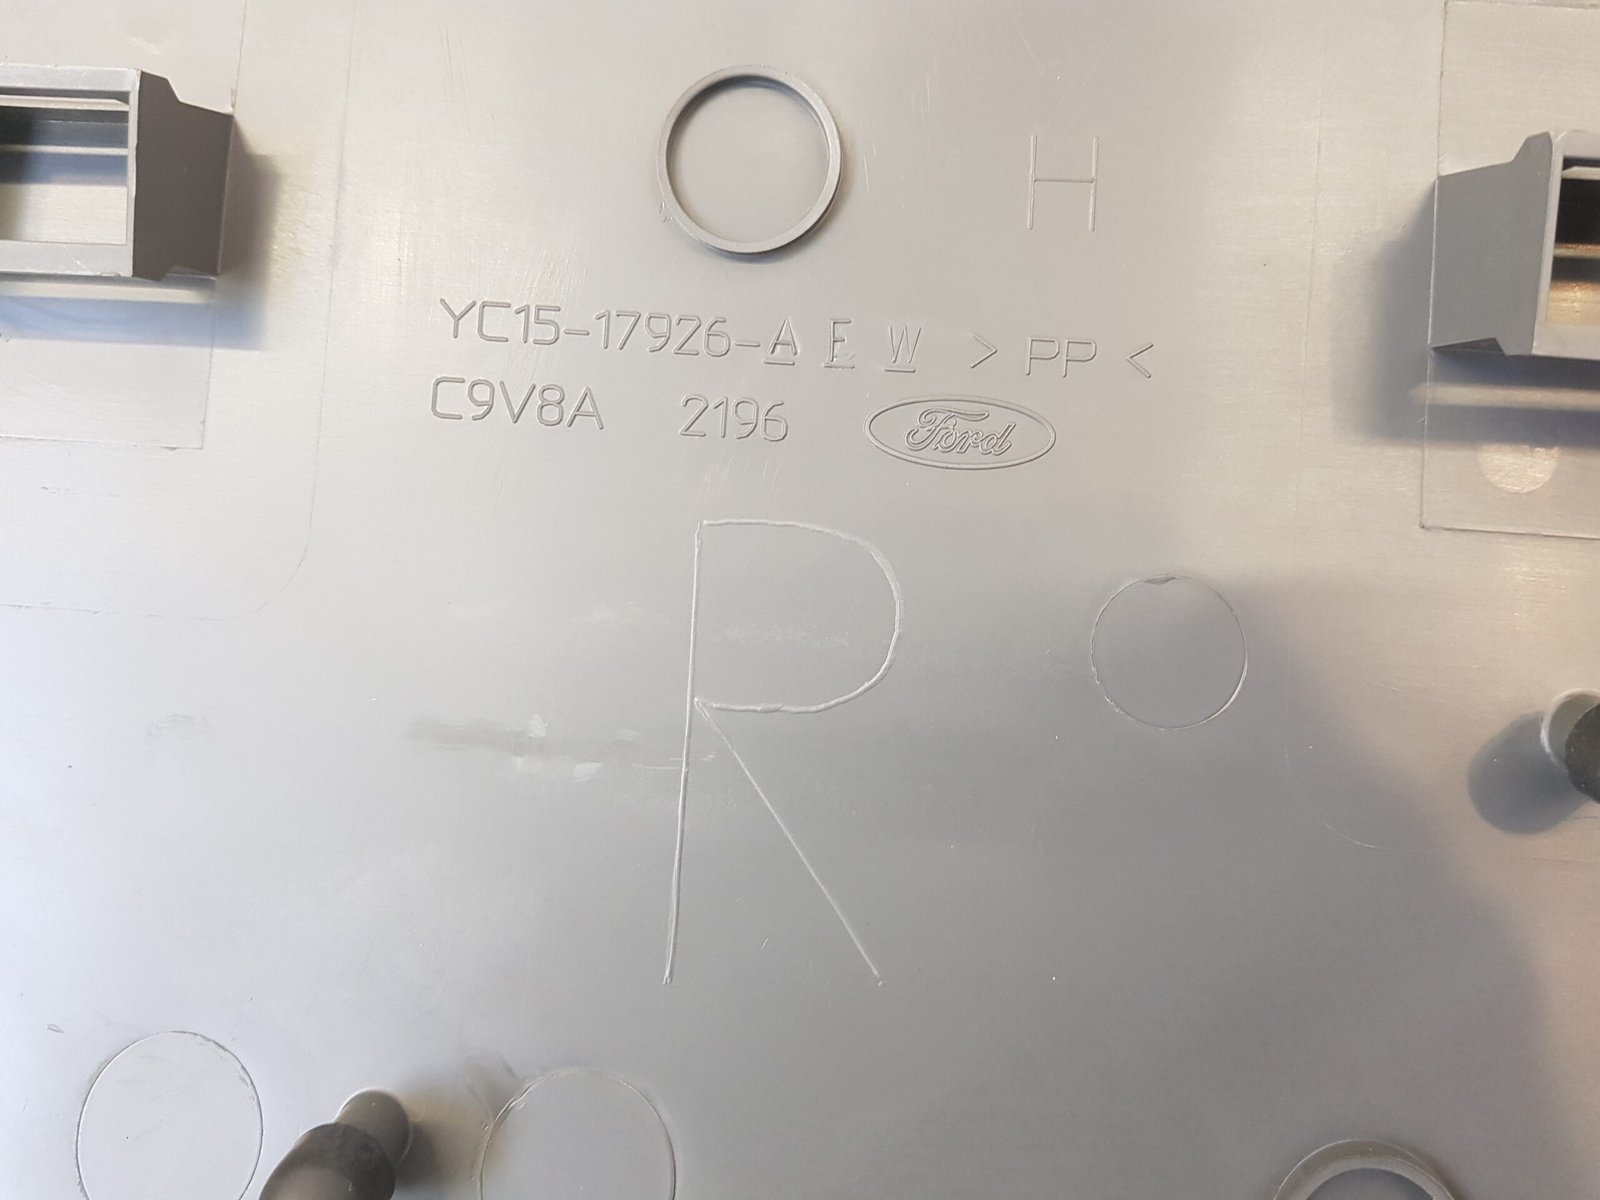 H
YC15-17926-A F W > PP <
C9V8A 2196 Ford
R